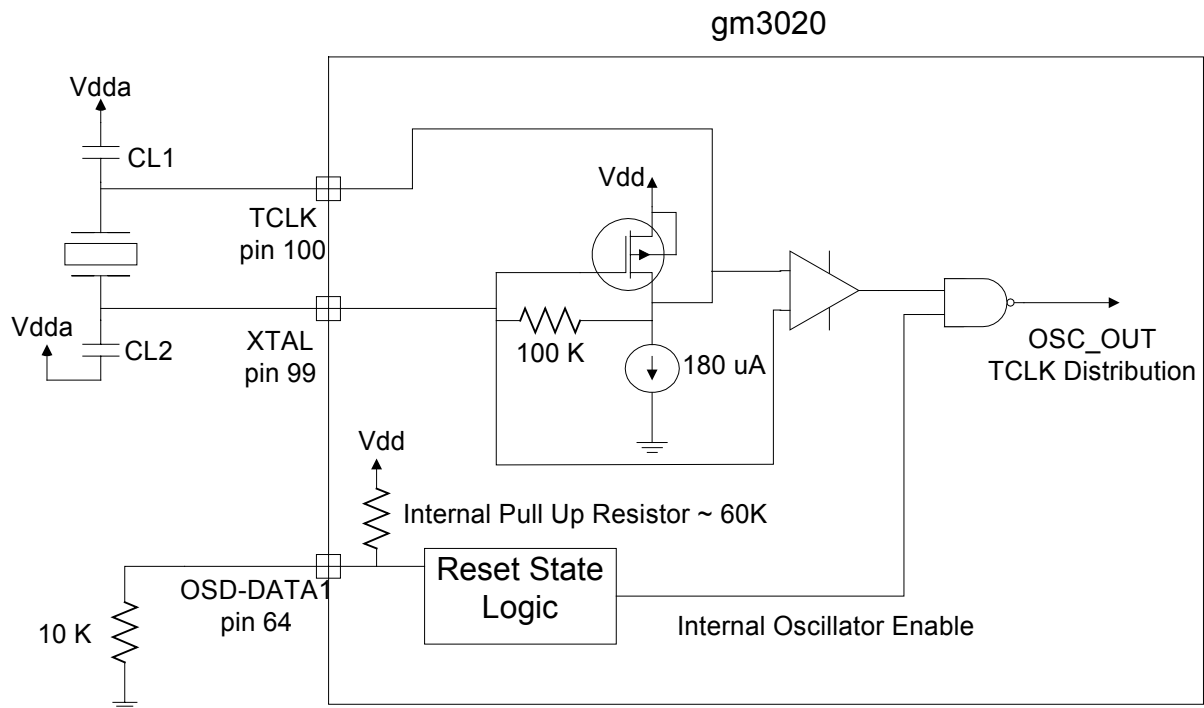 gm3020
Vdda
CL1
TCLK
pin 100
Vdd
Vdda
CL2
XTAL
pin 99
100 K
180 uA
OSC_OUT
TCLK Distribution
Vdd
Internal Pull Up Resistor ~ 60K
OSD-DATA1
pin 64
Reset State
Logic
10 K
Internal Oscillator Enable